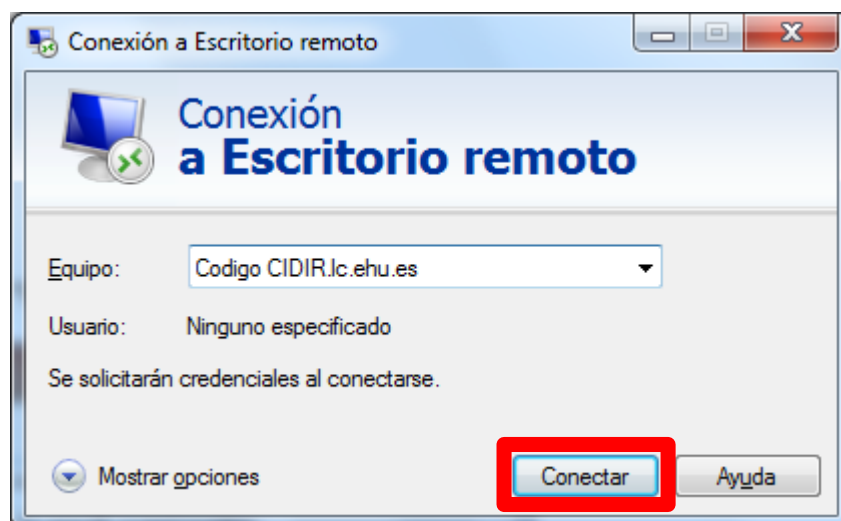 Conexión a Escritorio remoto
Conexión
a Escritorio remoto
Equipo: Codigo CIDIR.lc.ehu.es
Usuario: Ninguno especificado
Se solicitarán credenciales al conectarse.
Mostrar opciones Conectar Ayuda